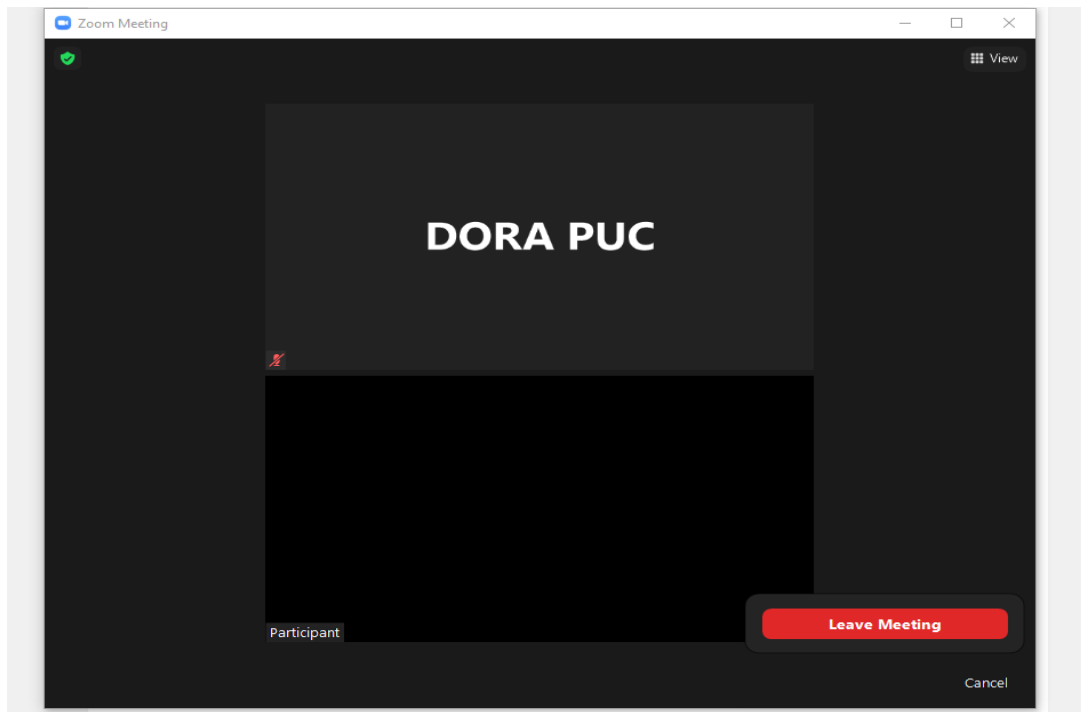 Zoom Meeting
View
DORA PUC
Participant
Leave Meeting
Cancel